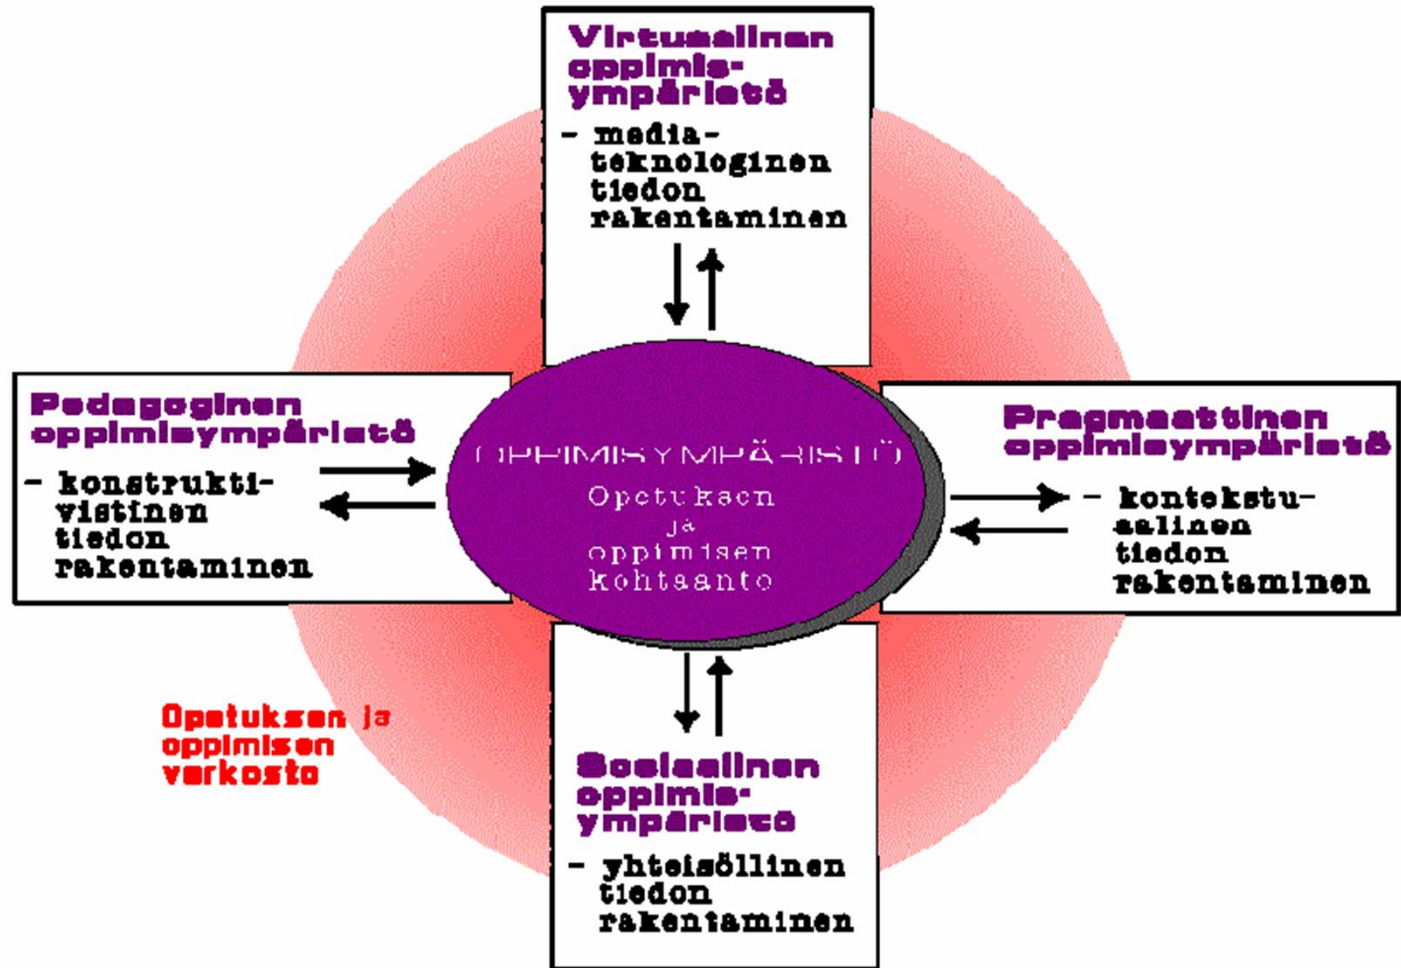 Virtuaalinen
oppimis-
ympäristö
- media-
teknologinen
tiedon
rakentaminen
Pedagoginen
oppimisympäristö
- konstrukti-
vistinen
tiedon
rakentaminen
OPPIMISYMPÄRISTÖ
Opetuksen
ja
oppimisen
kohtaanto
Pragmaattinen
oppimisympäristö
- kontekstu-
aalinen
tiedon
rakentaminen
Opetuksen ja
oppimisen
verkosto
Sosiaalinen
oppimis-
ympäristö
- yhteisöllinen
tiedon
rakentaminen